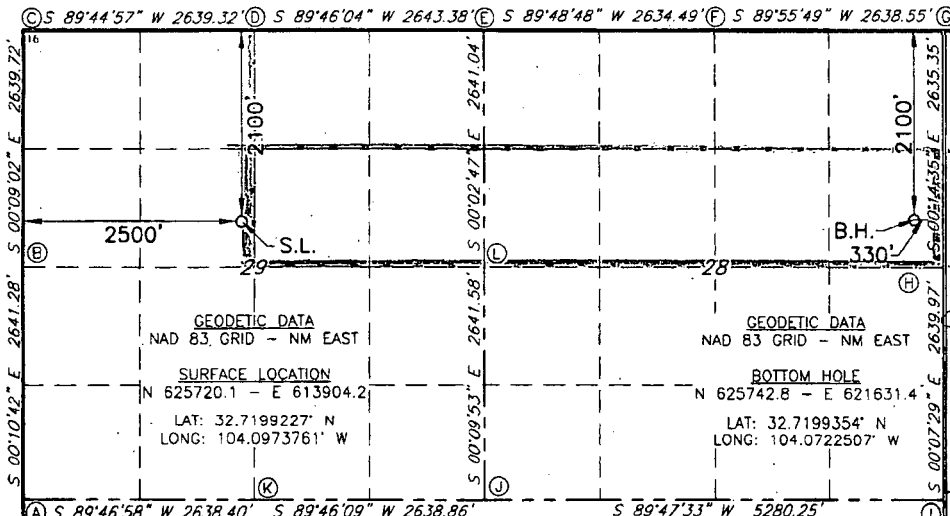 C S 89°44'57" W 2639.32' D S 89°46'04" W 2643.38' E S 89°48'48" W 2634.49' F S 89°55'49" W 2638.55' G
16
S 00°09'02" E 2639.72'
2100'
S 00°02'47" E 2641.04'
2100'
S 00°14'35" E 2635.35'
2500'
S.L.
B.H.
330'
B
29
L
28
H
S 00°10'42" E 2641.28'
GEODETIC DATA
NAD 83 GRID - NM EAST
SURFACE LOCATION
N 625720.1 - E 613904.2
LAT: 32.7199227° N
LONG: 104.0973761° W
S 00°09'53" E 2641.58'
GEODETIC DATA
NAD 83 GRID - NM EAST
BOTTOM HOLE
N 625742.8 - E 621631.4
LAT: 32.7199354° N
LONG: 104.0722507° W
S 00°07'29" E 2639.97'
K
J
A S 89°46'58" W 2638.40' S 89°46'09" W 2638.86' S 89°47'33" W 5280.25' I